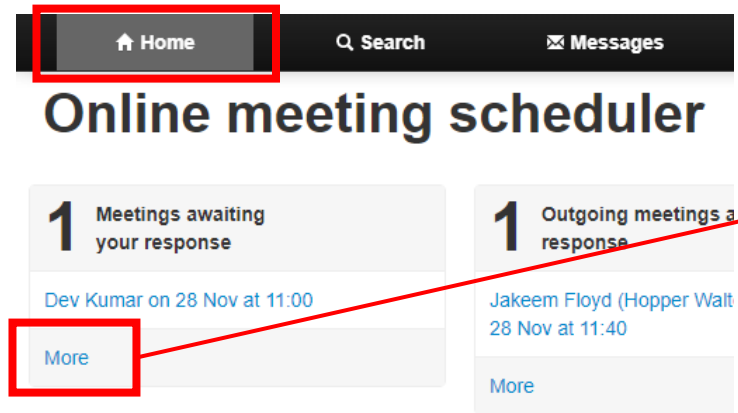 Home Search Messages
Online meeting scheduler
1 Meetings awaiting
your response
Dev Kumar on 28 Nov at 11:00
More
1 Outgoing meetings
response
Jakeem Floyd (Hopper
28 Nov at 11:40
More